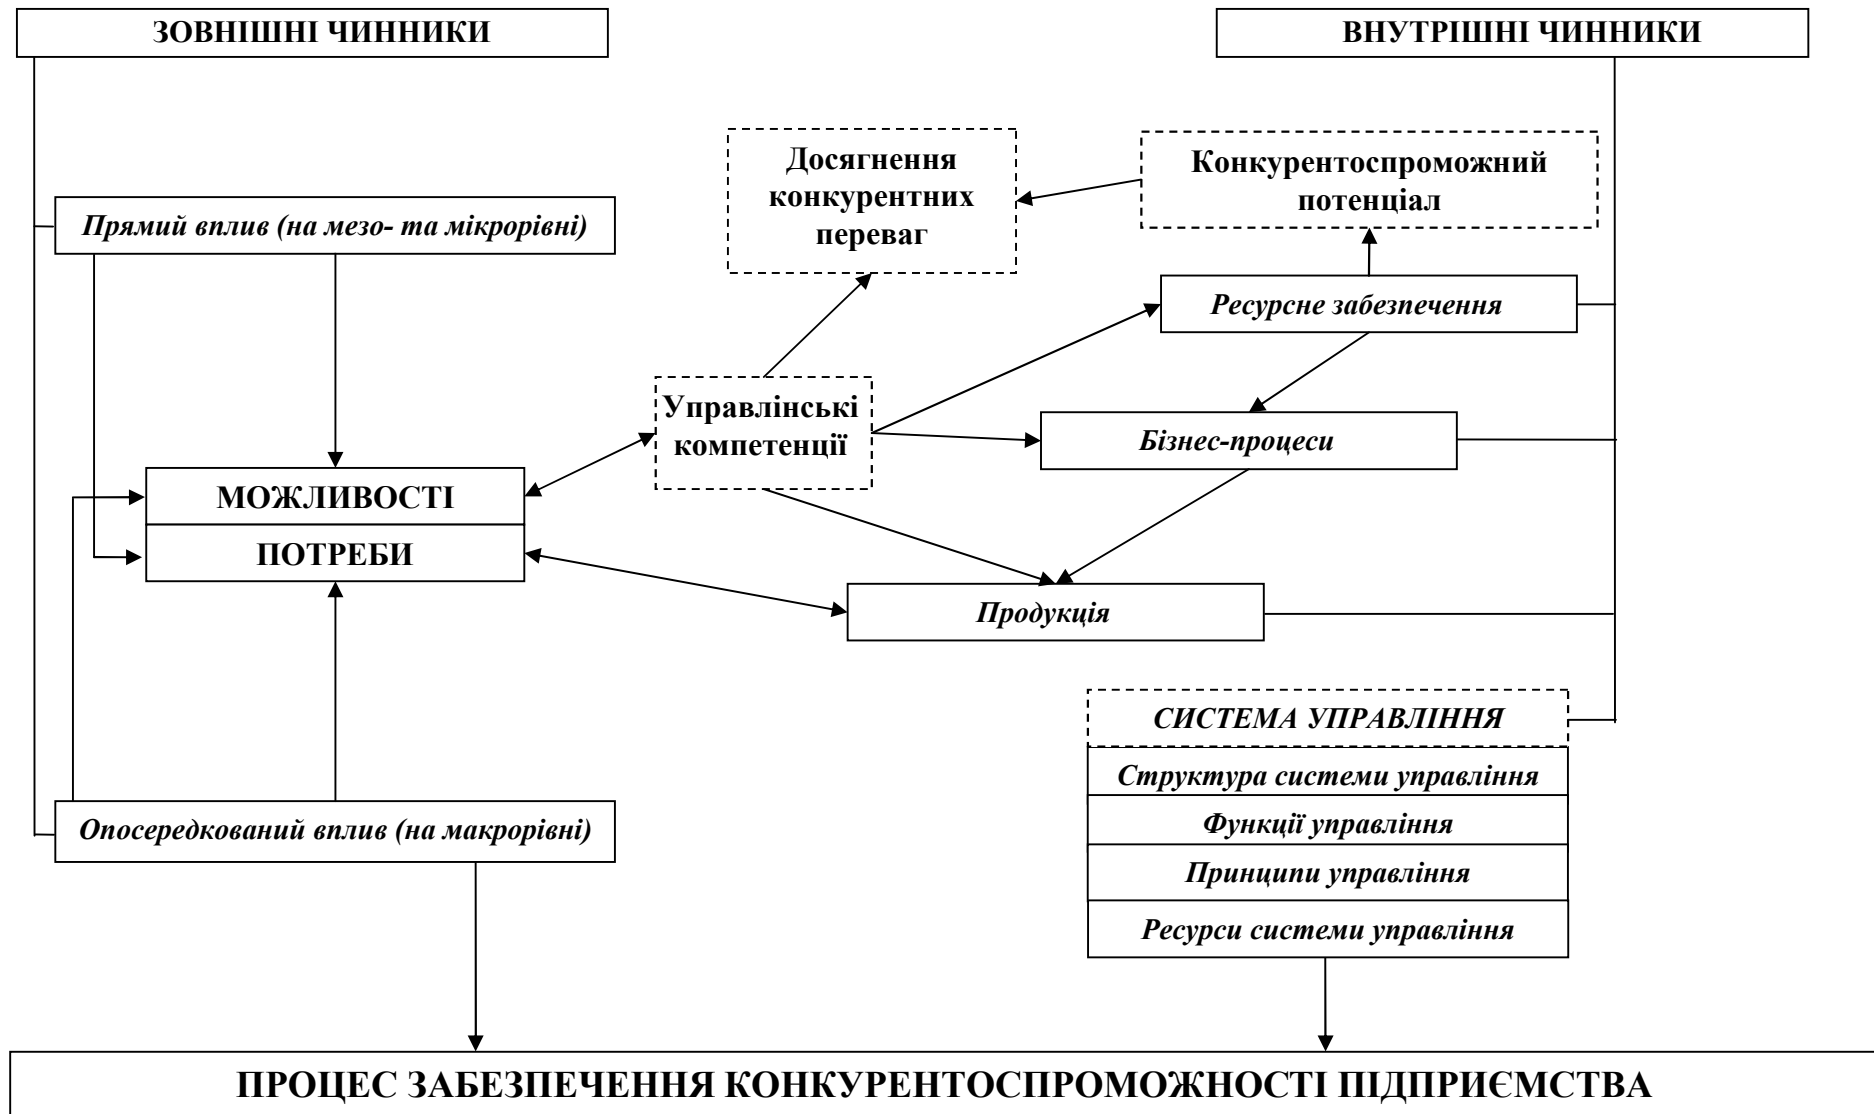 ЗОВНІШНІ ЧИННИКИ
ВНУТРІШНІ ЧИННИКИ
Досягнення
конкурентних
переваг
Конкурентоспроможний
потенціал
Прямий вплив (на мезо- та мікрорівні)
Ресурсне забезпечення
Управлінські
компетенції
Бізнес-процеси
МОЖЛИВОСТІ
ПОТРЕБИ
Продукція
СИСТЕМА УПРАВЛІННЯ
Структура системи управління
Опосередкований вплив (на макрорівні)
Функції управління
Принципи управління
Ресурси системи управління
ПРОЦЕС ЗАБЕЗПЕЧЕННЯ КОНКУРЕНТОСПРОМОЖНОСТІ ПІДПРИЄМСТВА